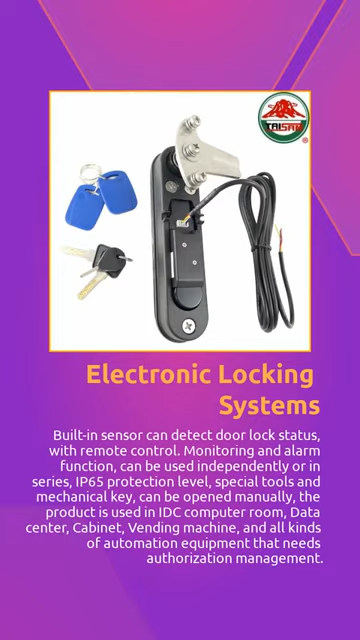 TAISAM
®
Electronic Locking
Systems
Built-in sensor can detect door lock status,
with remote control. Monitoring and alarm
function, can be used independently or in
series, IP65 protection level, special tools and
mechanical key, can be opened manually, the
product is used in IDC computer room, Data
center, Cabinet, Vending machine, and all kinds
of automation equipment that needs
authorization management.